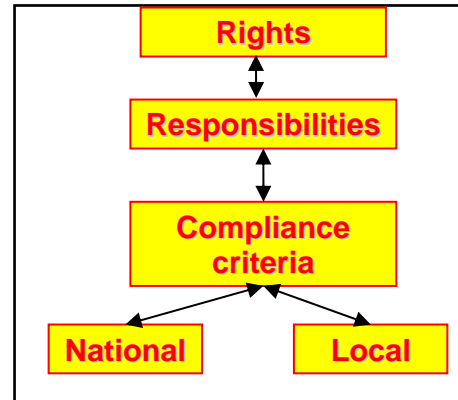 Rights
Responsibilities
Compliance
criteria
National
Local